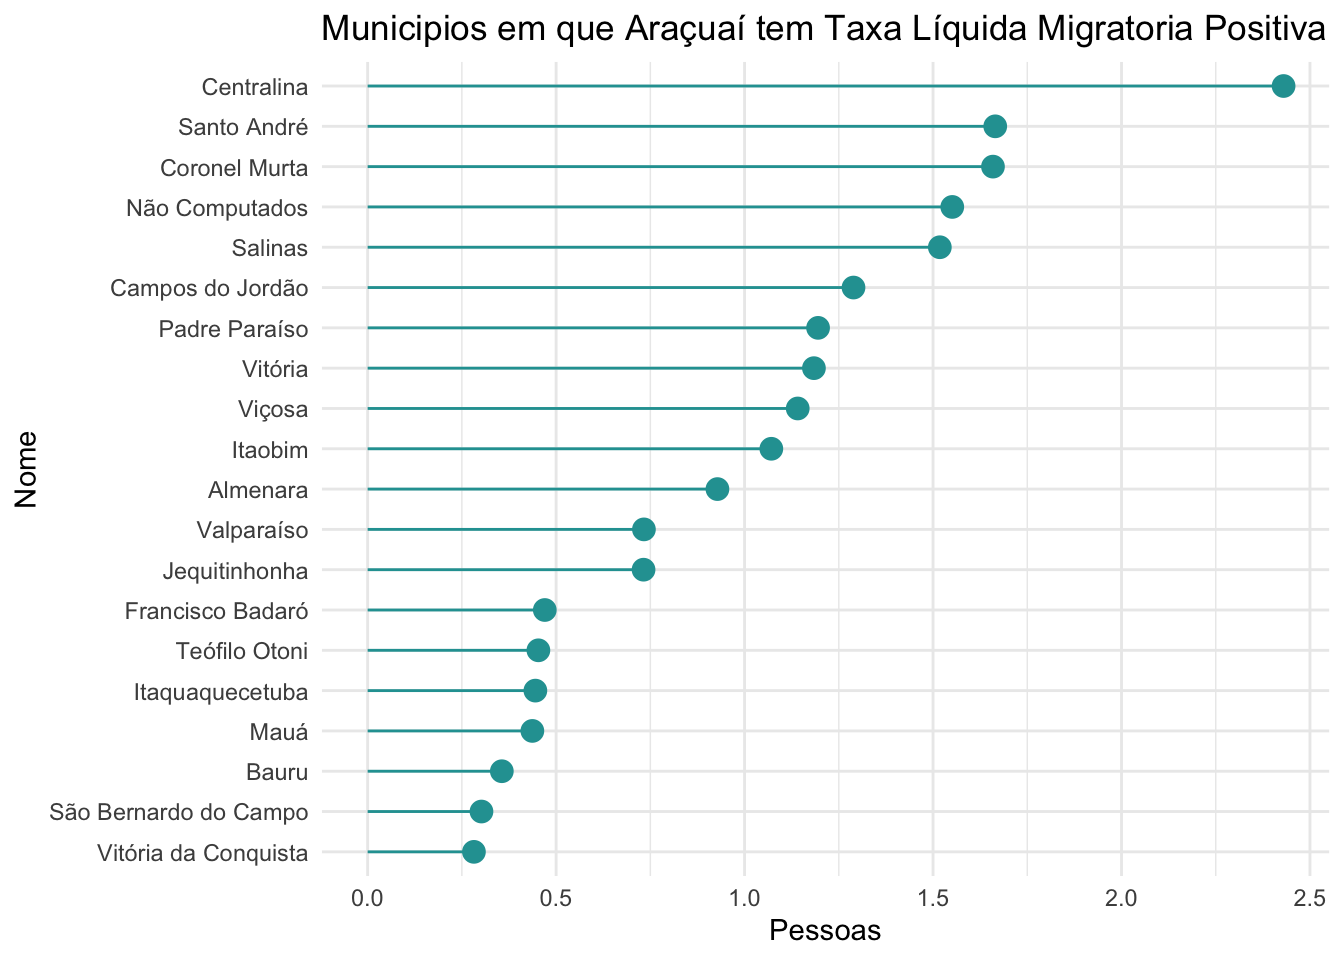 Municipios em que Araçuaí tem Taxa Líquida Migratoria Positiva
Nome
Centralina
Santo André
Coronel Murta
Não Computados
Salinas
Campos do Jordão
Padre Paraíso
Vitória
Viçosa
Itaobim
Almenara
Valparaíso
Jequitinhonha
Francisco Badaró
Teófilo Otoni
Itaquaquecetuba
Mauá
Bauru
São Bernardo do Campo
Vitória da Conquista
0.0 0.5 1.0 1.5 2.0 2.5
Pessoas